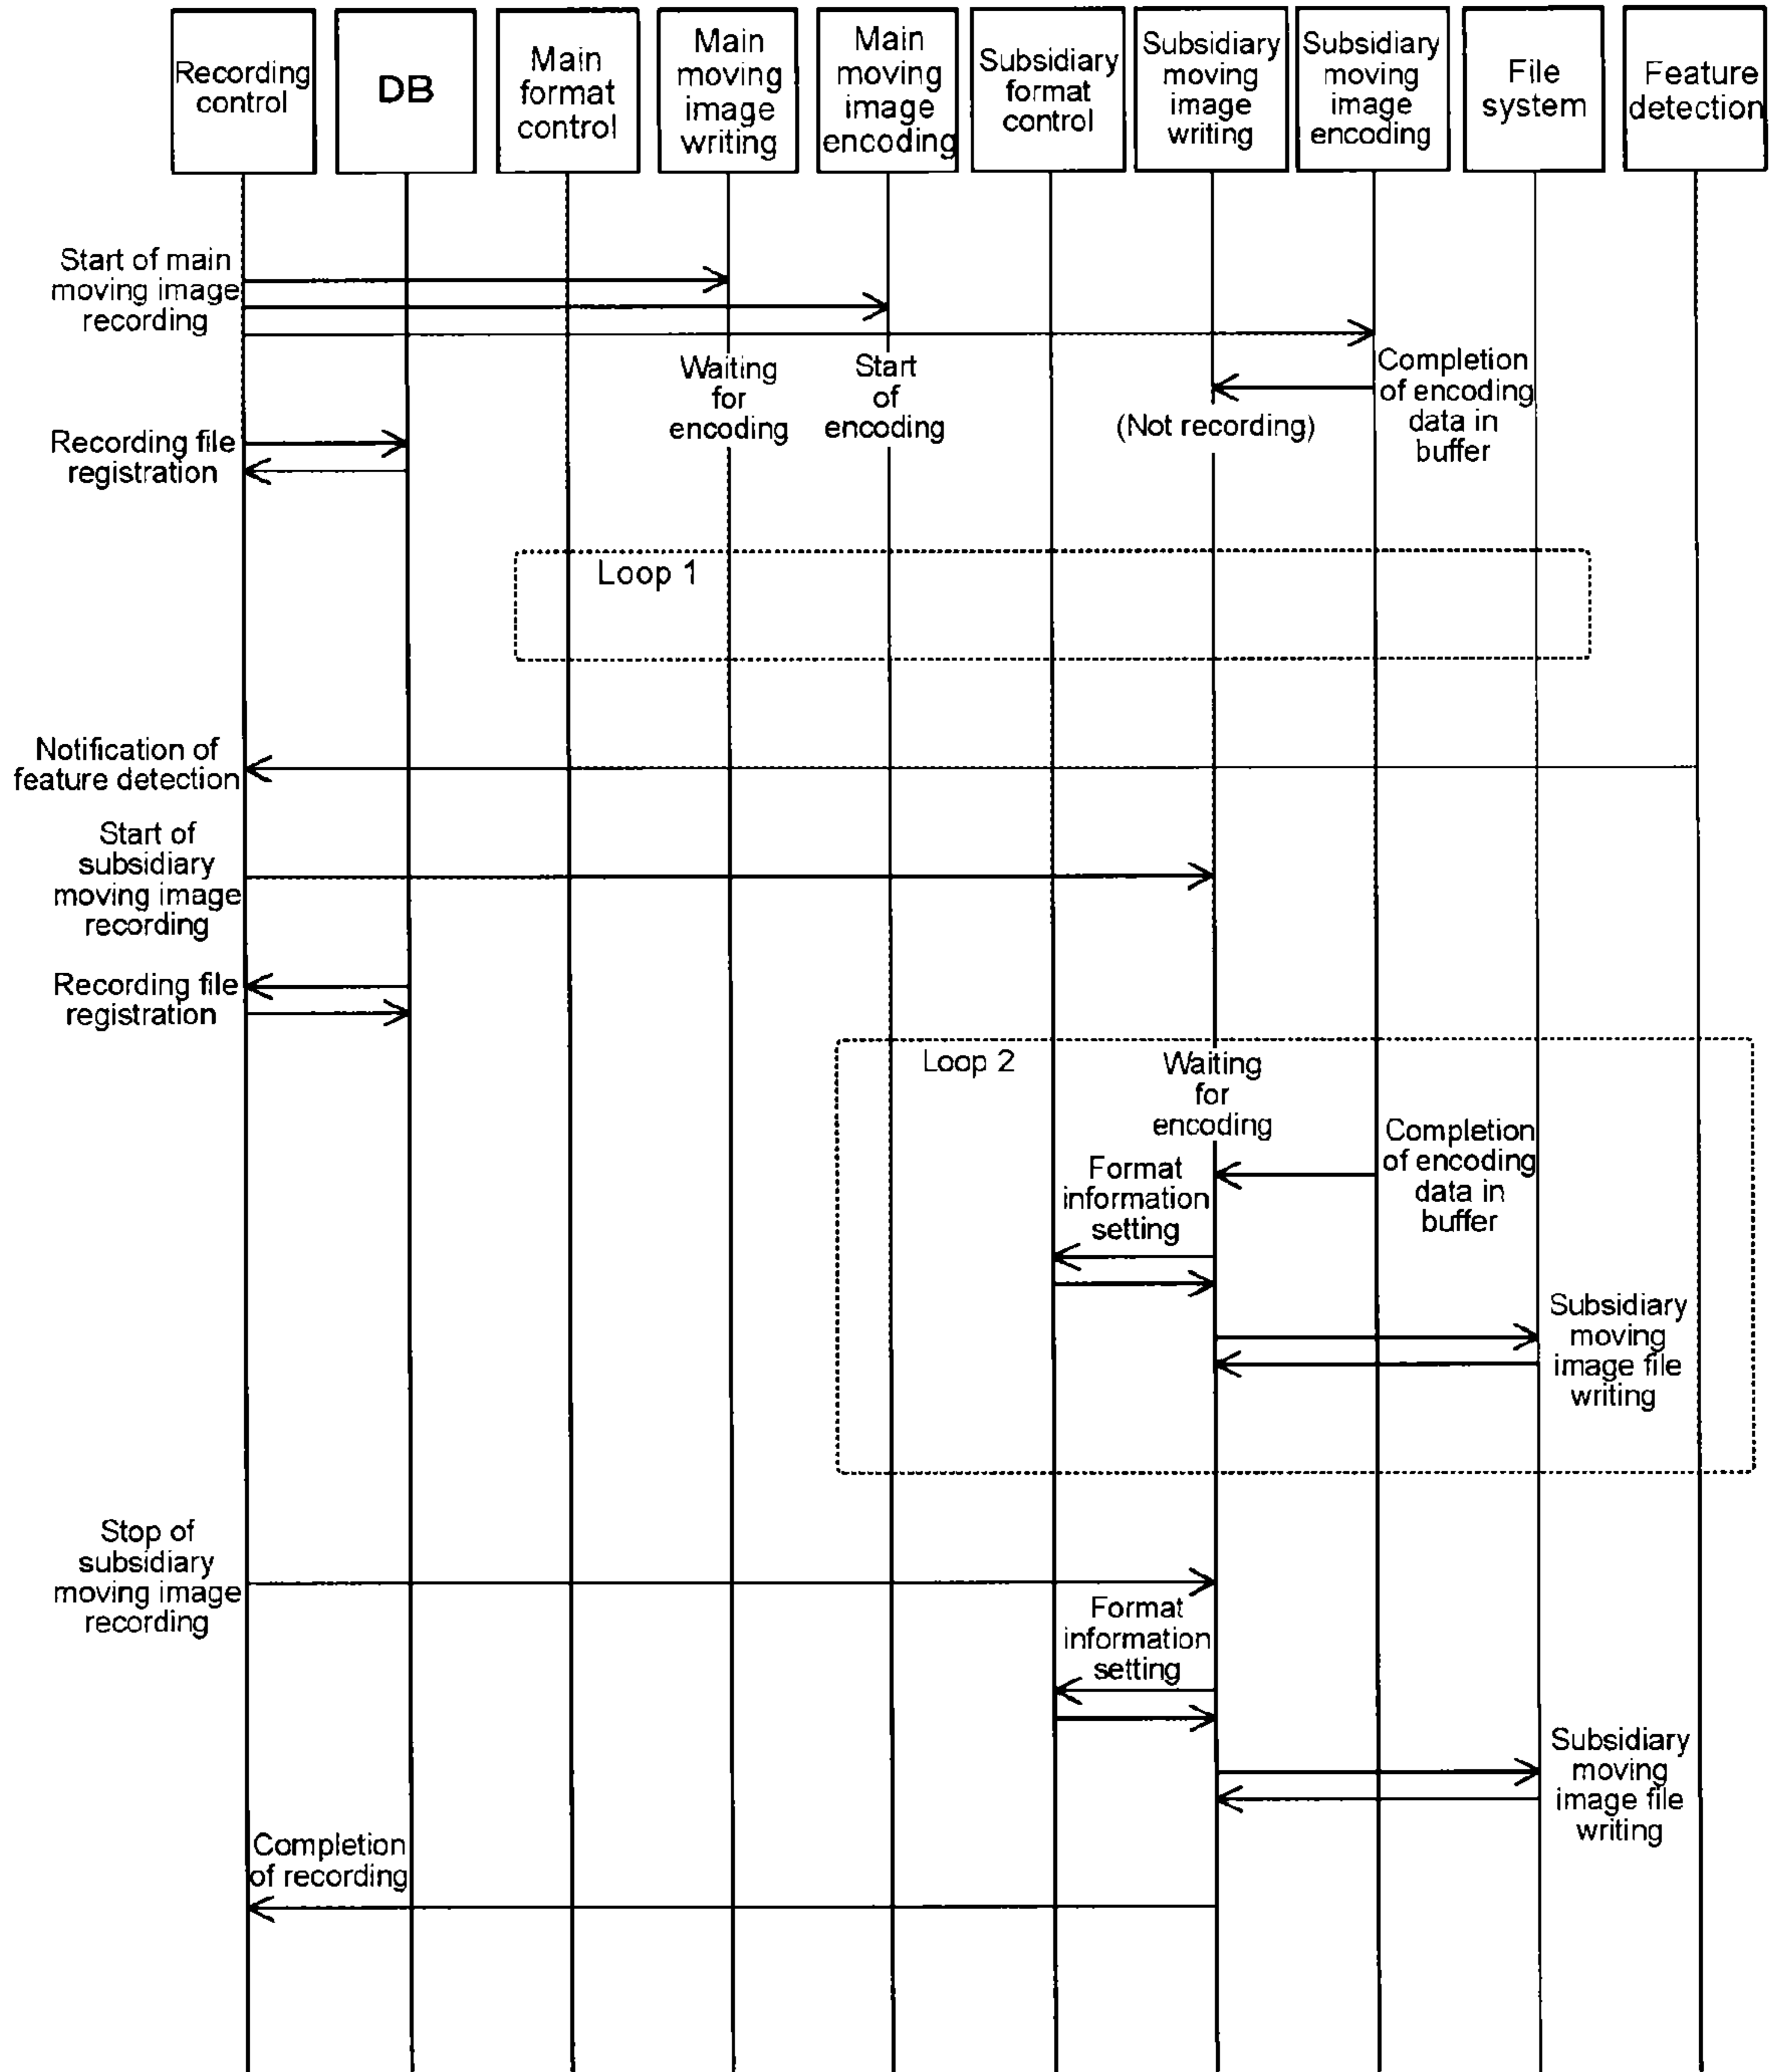 Recording
control
DB
Main
format
control
Main
moving
image
writing
Main
moving
image
encoding
Subsidiary
format
control
Subsidiary
moving
image
writing
Subsidiary
moving
image
encoding
File
system
Feature
detection
Start of main
moving image
recording
Waiting
for
encoding
Start
of
encoding
Completion
of encoding
data in
buffer
(Not recording)
Recording file
registration
Loop 1
Notification of
feature detection
Start of
subsidiary
moving image
recording
Recording file
registration
Loop 2
Waiting
for
encoding
Completion
of encoding
data in
buffer
Format
information
setting
Subsidiary
moving
image file
writing
Stop of
subsidiary
moving image
recording
Format
information
setting
Subsidiary
moving
image file
writing
Completion
of recording